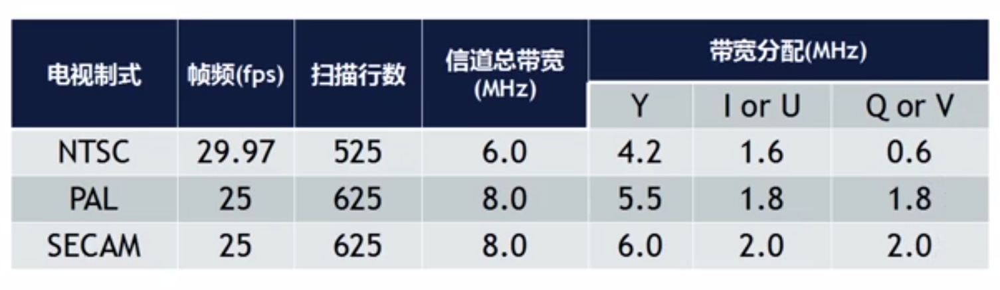 电视制式 帧频(fps) 扫描行数 信道总带宽(MHz) 带宽分配(MHz)
Y I or U Q or V
NTSC 29.97 525 6.0 4.2 1.6 0.6
PAL 25 625 8.0 5.5 1.8 1.8
SECAM 25 625 8.0 6.0 2.0 2.0